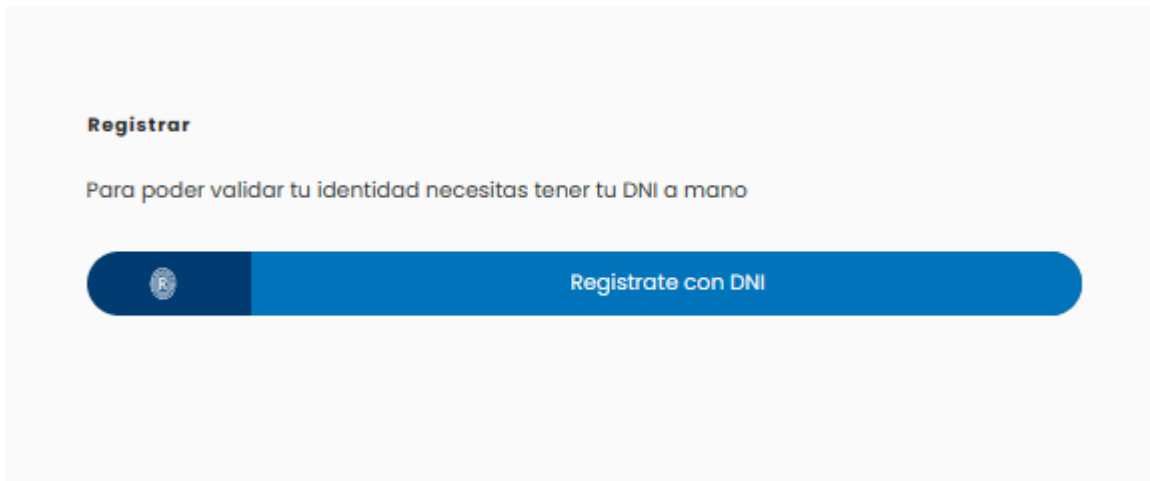 Registrar
Para poder validar tu identidad necesitas tener tu DNI a mano
R
Registrate con DNI